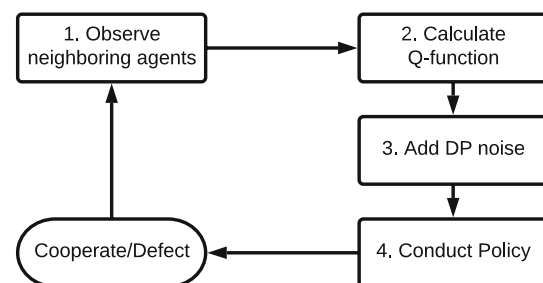 1. Observe
neighboring agents
2. Calculate
Q-function
3. Add DP noise
4. Conduct Policy
Cooperate/Defect